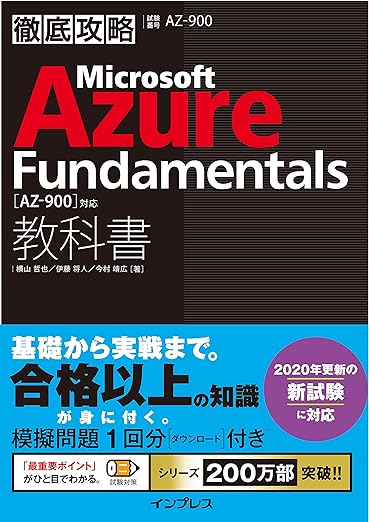 徹底攻略 試験番号 AZ-900
Microsoft
Azure
Fundamentals
[AZ-900]対応
教科書
横山 哲也/伊藤 将人/今村 靖広 [著]
基礎から実戦まで。
合格以上の知識
が身に付く。
2020年更新の
新試験
に対応
模擬問題1回分[ダウンロード]付き
「最重要ポイント」
がひと目でわかる。
試験対策
シリーズ 200万部 突破!!
インプレス